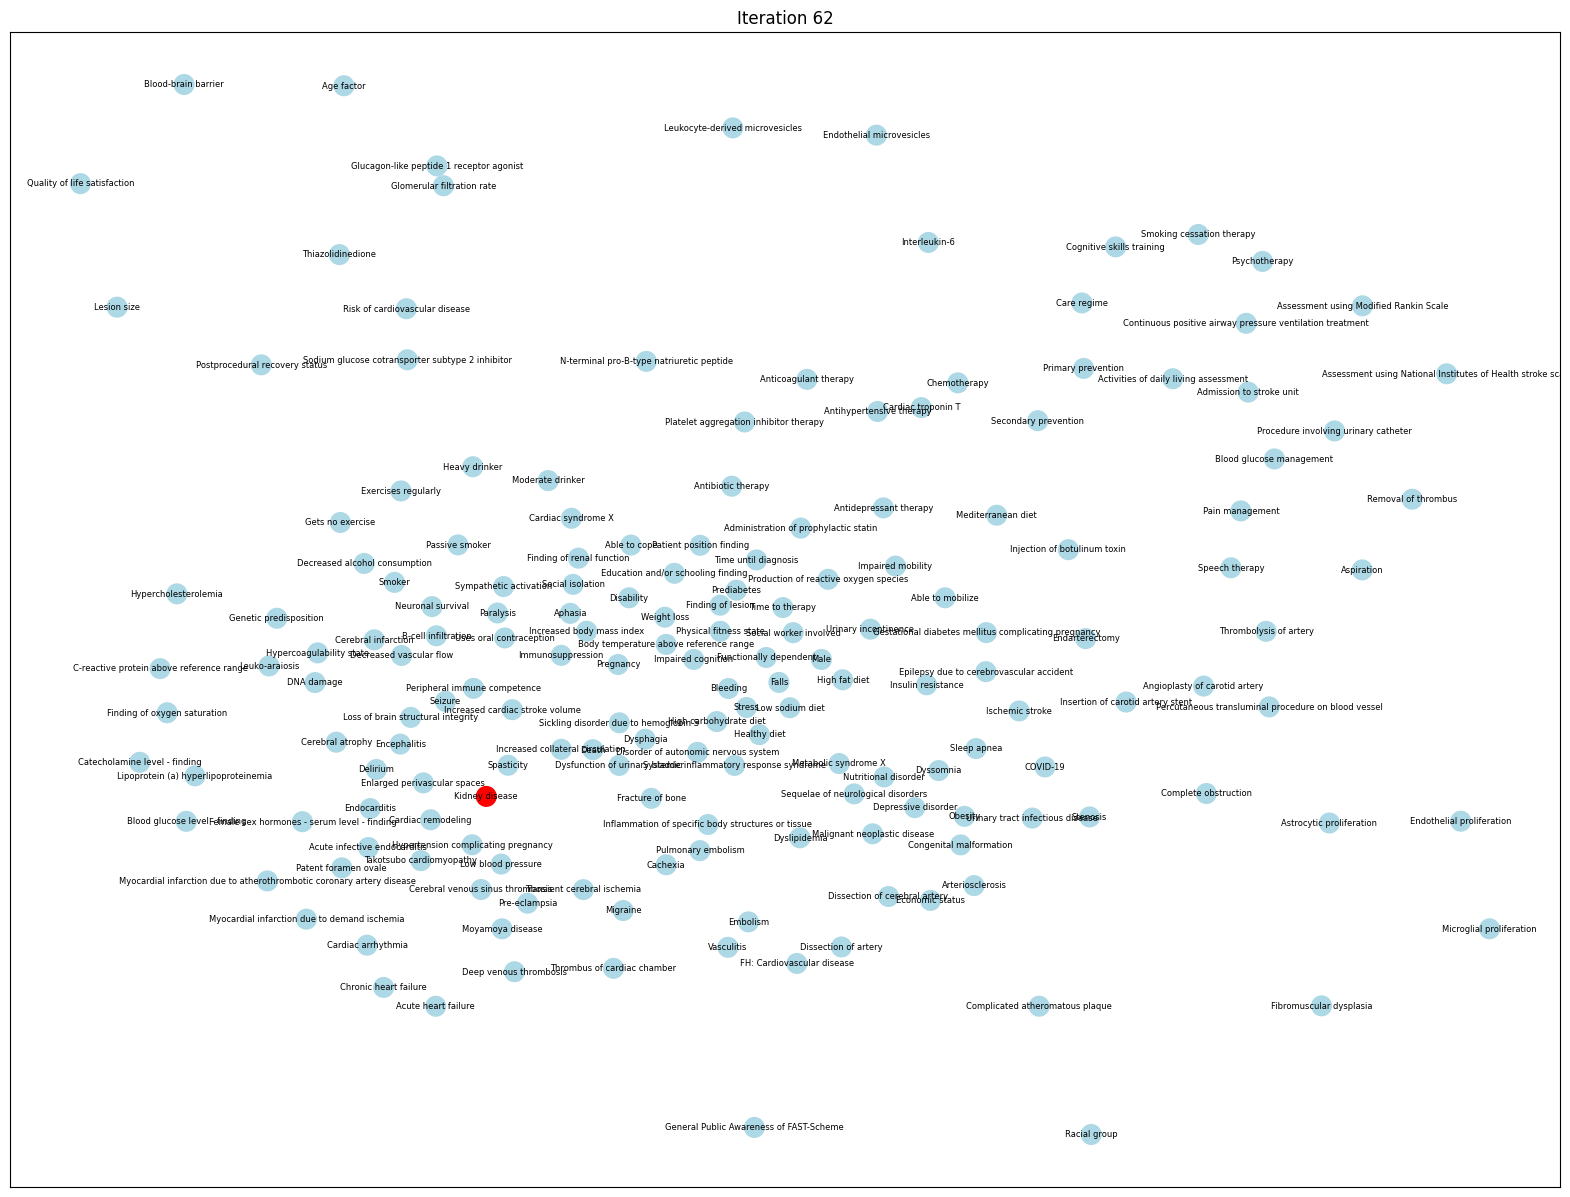 Iteration 62
Blood-brain barrier
Age factor
Leukocyte-derived microvesicles
Endothelial microvesicles
Glucagon-like peptide 1 receptor agonist
Quality of life satisfaction
Glomerular filtration rate
Smoking cessation therapy
Interleukin-6
Cognitive skills training
Thiazolidinedione
Psychotherapy
Care regime
Lesion size
Risk of cardiovascular disease
Assessment using Modified Rankin Scale
Continuous positive airway pressure ventilation treatment
Sodium glucose cotransporter subtype 2 inhibitor
N-terminal pro-B-type natriuretic peptide
Postprocedural recovery status
Primary prevention
Assessment using National Institutes of Health stroke sc
Anticoagulant therapy
Activities of daily living assessment
Chemotherapy
Admission to stroke unit
Cardiac troponin T
Antihypertensive therapy
Platelet aggregation inhibitor therapy
Secondary prevention
Procedure involving urinary catheter
Blood glucose management
Heavy drinker
Moderate drinker
Antibiotic therapy
Exercises regularly
Removal of thrombus
Antidepressant therapy
Pain management
Mediterranean diet
Cardiac syndrome X
Gets no exercise
Administration of prophylactic statin
Passive smoker
Able to cope
Patient position finding
Injection of botulinum toxin
Finding of renal function
Time until diagnosis
Decreased alcohol consumption
Impaired mobility
Speech therapy
Aspiration
Education and/or schooling finding
Production of reactive oxygen species
Smoker
Social isolation
Sympathetic activation
Prediabetes
Hypercholesterolemia
Disability
Able to mobilize
Finding of lesion
Neuronal survival
Time to therapy
Paralysis
Aphasia
Weight loss
Genetic predisposition
Urinary incontinence
Increased body mass index
Physical fitness state
Social worker involved
Gestational diabetes mellitus complicating pregnancy
Thrombolysis of artery
B-cell infiltration
Uses oral contraception
Endarterectomy
Cerebral infarction
Body temperature above reference range
Hypercoagulability state
Decreased vascular flow
Immunosuppression
Functionally dependent
Impaired cognition
Male
Pregnancy
Leuko-araiosis
C-reactive protein above reference range
Epilepsy due to cerebrovascular accident
High fat diet
DNA damage
Falls
Insulin resistance
Angioplasty of carotid artery
Peripheral immune competence
Bleeding
Seizure
Insertion of carotid artery stent
Stress
Low sodium diet
Percutaneous transluminal procedure on blood vessel
Increased cardiac stroke volume
Ischemic stroke
Finding of oxygen saturation
Loss of brain structural integrity
High carbohydrate diet
Sickling disorder due to hemoglobin S
Healthy diet
Dysphagia
Cerebral atrophy
Encephalitis
Sleep apnea
Increased collateral circulation
Death
Disorder of autonomic nervous system
Catecholamine level - finding
Metabolic syndrome X
Spasticity
Dysfunction of urinary bladder
Systemic inflammatory response syndrome
COVID-19
Delirium
Dyssomnia
Lipoprotein (a) hyperlipoproteinemia
Nutritional disorder
Enlarged perivascular spaces
Complete obstruction
Sequelae of neurological disorders
Kidney disease
Fracture of bone
Endocarditis
Depressive disorder
Obesity
Urinary tract infectious disease
Stenosis
Cardiac remodeling
Blood glucose level - finding
Female sex hormones - serum level - finding
Endothelial proliferation
Astrocytic proliferation
Inflammation of specific body structures or tissue
Malignant neoplastic disease
Dyslipidemia
Hypertension complicating pregnancy
Congenital malformation
Acute infective endocarditis
Pulmonary embolism
Takotsubo cardiomyopathy
Low blood pressure
Cachexia
Patent foramen ovale
Myocardial infarction due to atherothrombotic coronary artery disease
Arteriosclerosis
Cerebral venous sinus thrombosis
Transient cerebral ischemia
Dissection of cerebral artery
Economic status
Pre-eclampsia
Migraine
Myocardial infarction due to demand ischemia
Embolism
Moyamoya disease
Microglial proliferation
Cardiac arrhythmia
Vasculitis
Dissection of artery
FH: Cardiovascular disease
Thrombus of cardiac chamber
Deep venous thrombosis
Chronic heart failure
Acute heart failure
Complicated atheromatous plaque
Fibromuscular dysplasia
General Public Awareness of FAST-Scheme
Racial group